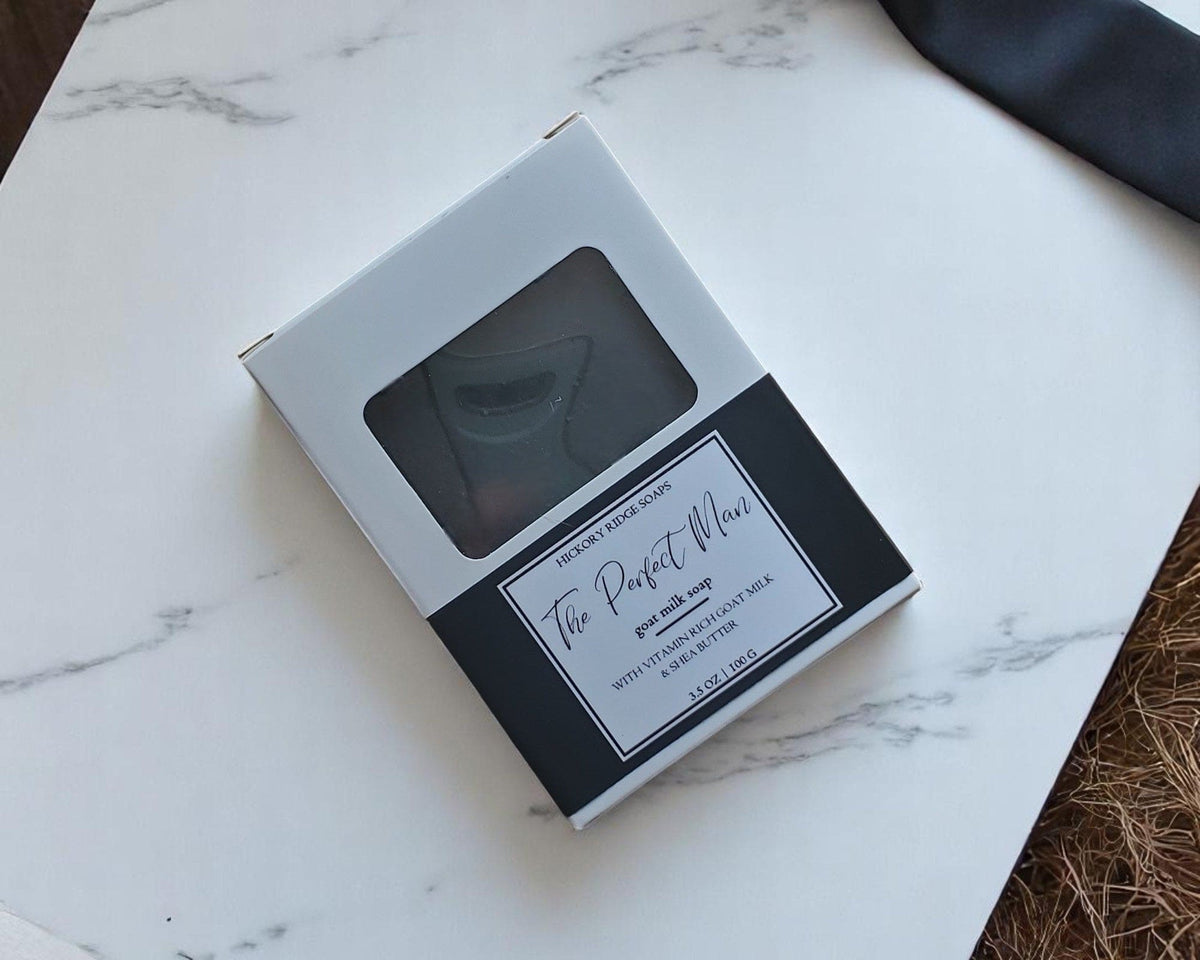 HICKORY RIDGE SOAPS
The Perfect Man
goat milk soap
WITH VITAMIN RICH GOAT MILK
& SHEA BUTTER
3.5 OZ | 100 G